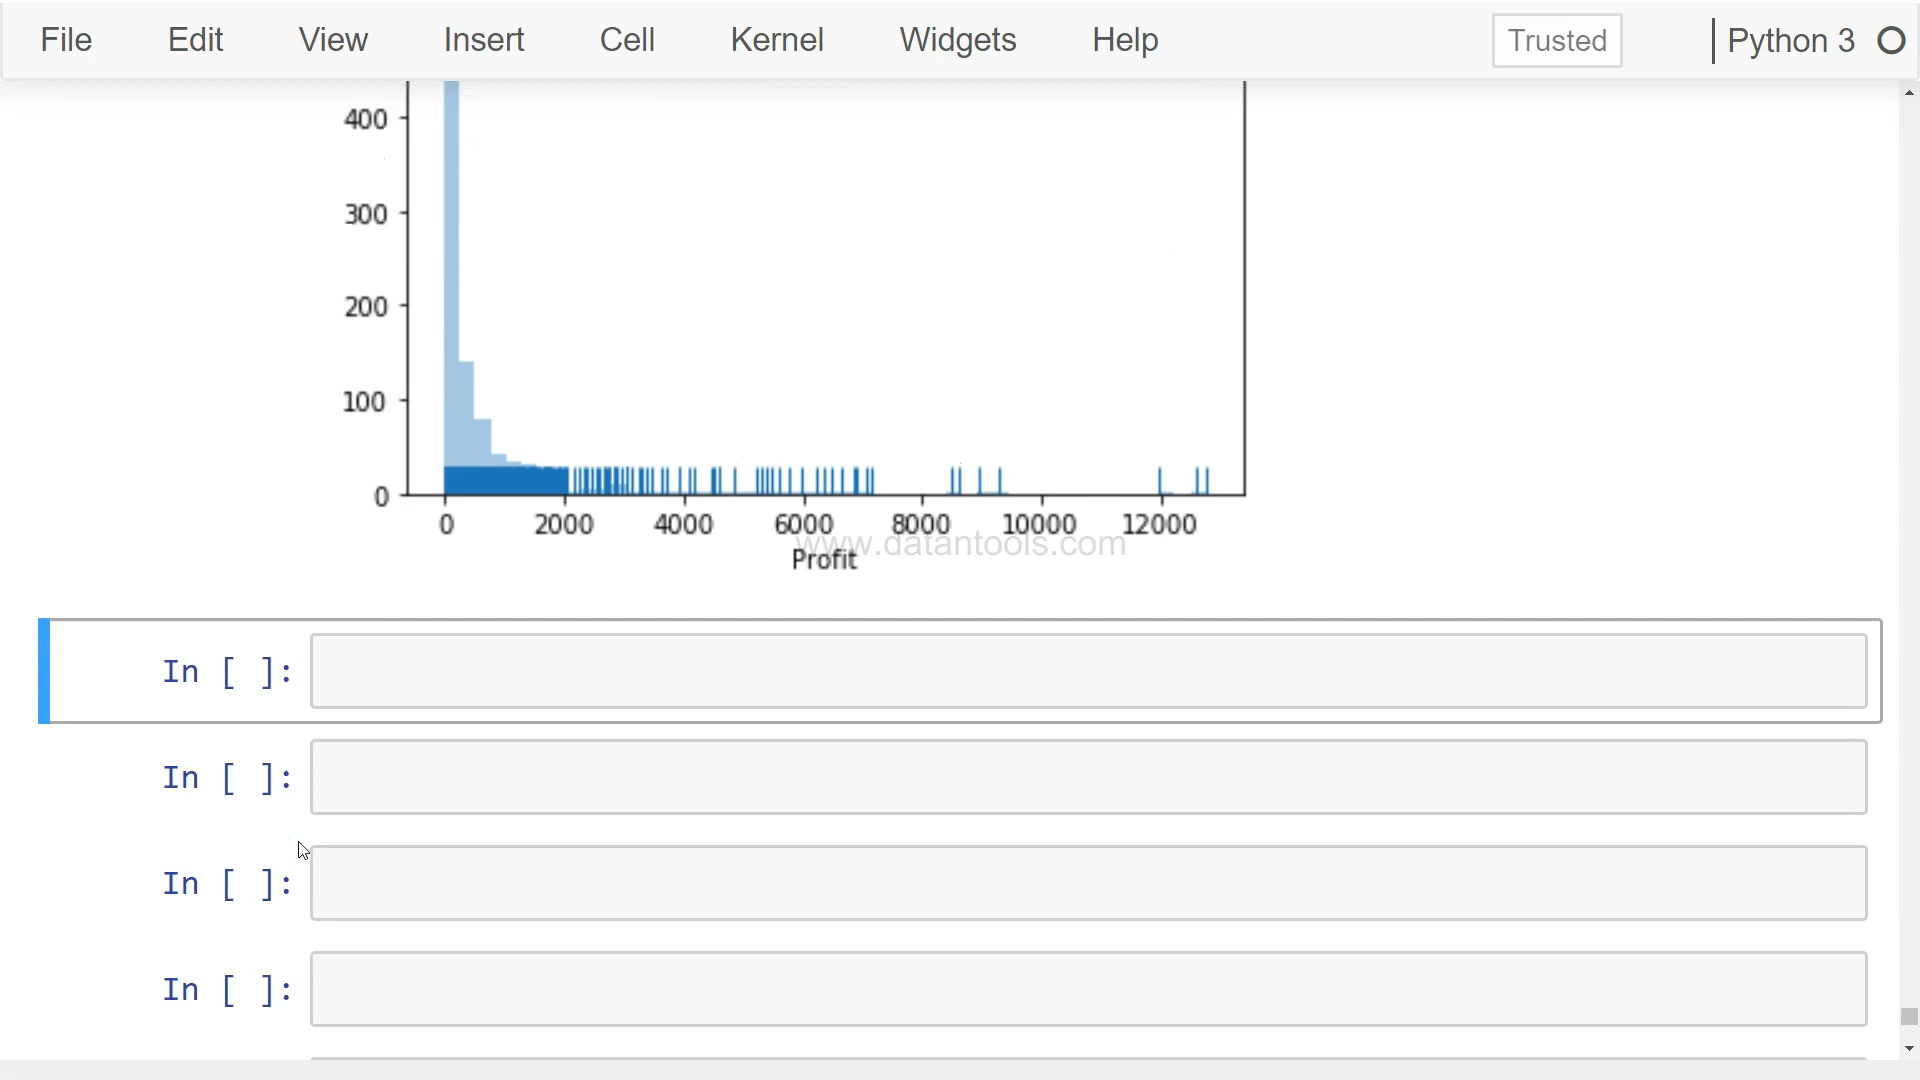 File Edit View Insert Cell Kernel Widgets Help Trusted Python 3
400
300
200
100
0
0 2000 4000 6000 8000 10000 12000
www.datantools.com
Profit
In [ ]:
In [ ]:
In [ ]:
In [ ]: